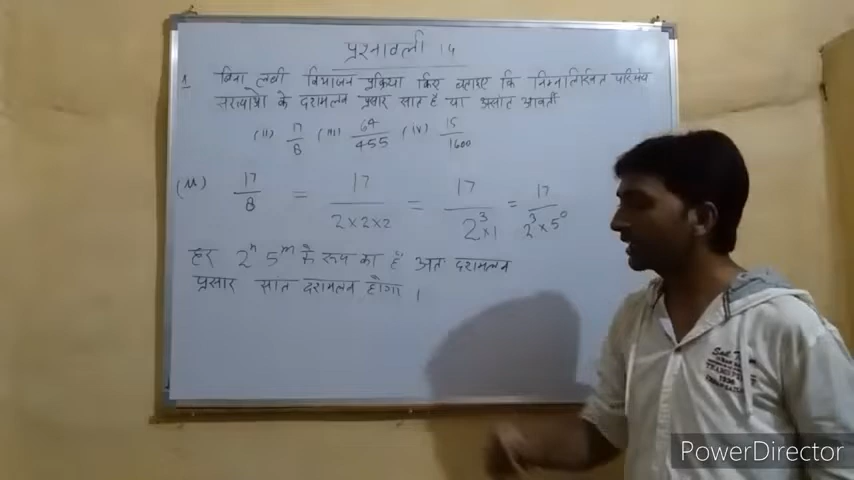 प्रश्नावली 1.4
1 बिना लंबी विभाजन प्रक्रिया किए बताइए कि निम्नलिखित परिमेय
संख्याओं के दशमलव प्रसार सांत है या असांत आवर्ती
(ii) 17/8 (iii) 64/455 (iv) 15/1600
(ii) 17/8 = 17/2×2×2 = 17/2³×1 = 17/2³×5⁰
हर 2ⁿ 5ᵐ के रूप का है अत दशमलव
प्रसार सांत दशमलव होगा ।
TRANSP
1836
PowerDirector